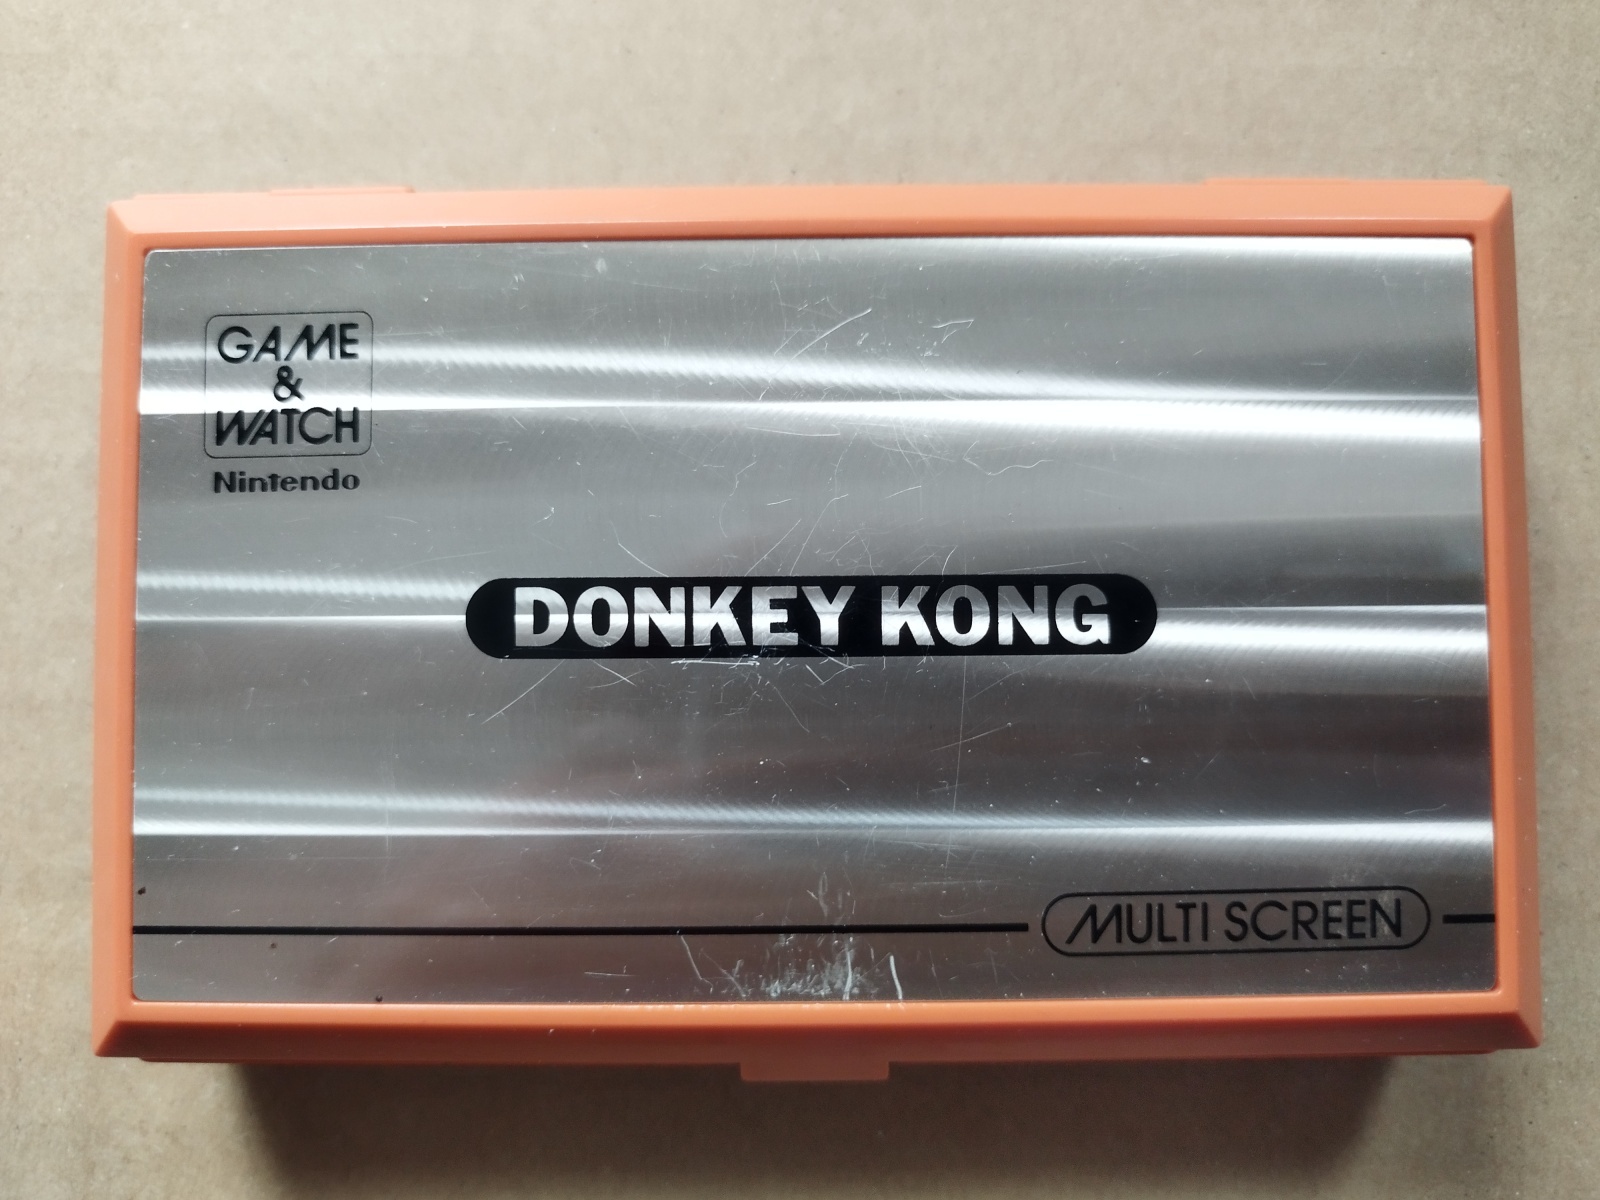 GAME
&
WATCH
Nintendo
DONKEY KONG
MULTI SCREEN